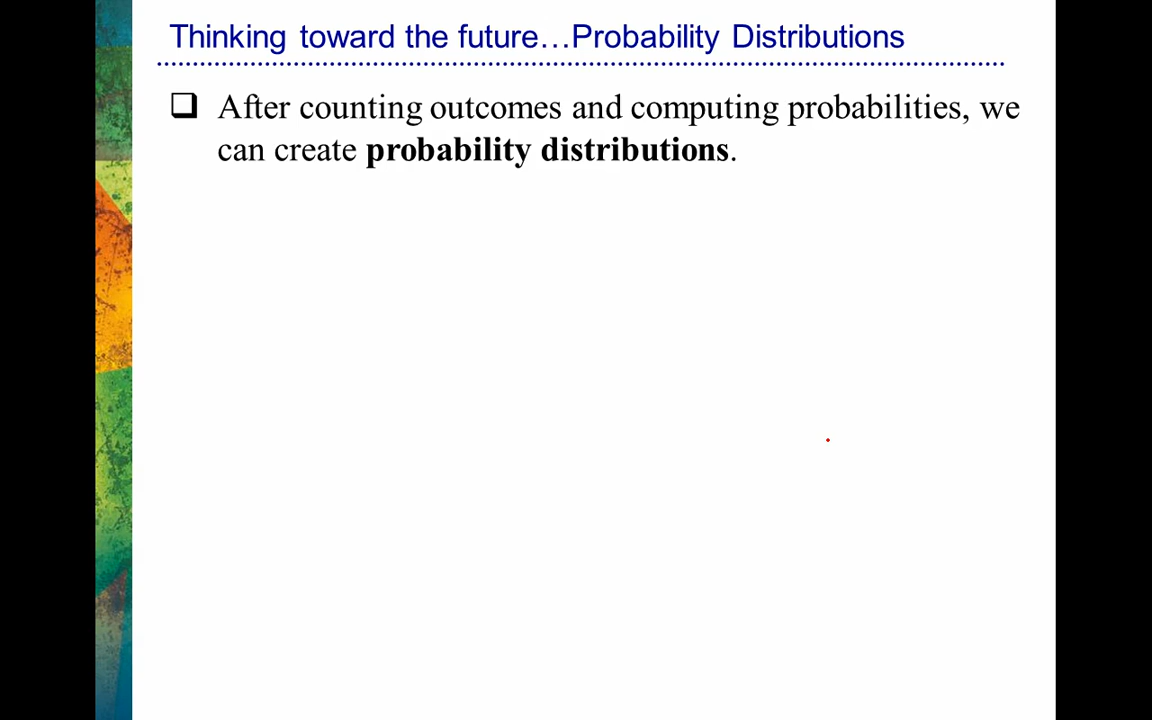 Thinking toward the future…Probability Distributions
❑ After counting outcomes and computing probabilities, we
can create probability distributions.